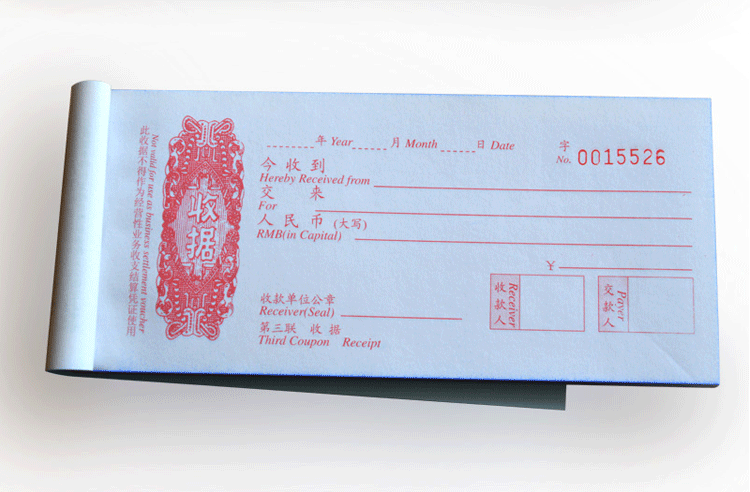 此收据不得作为经营性业务收支结算凭证使用
Not valid for use as business settlement voucher
收据
年 Year 月 Month 日 Date 字
No. 0015526
今收到
Hereby Received from
交 来
For
人民币 (大写)
RMB(in Capital)
¥
收款单位公章
Receiver(Seal)
收款人 Receiver
交款人 Payer
第三联 收据
Third Coupon Receipt